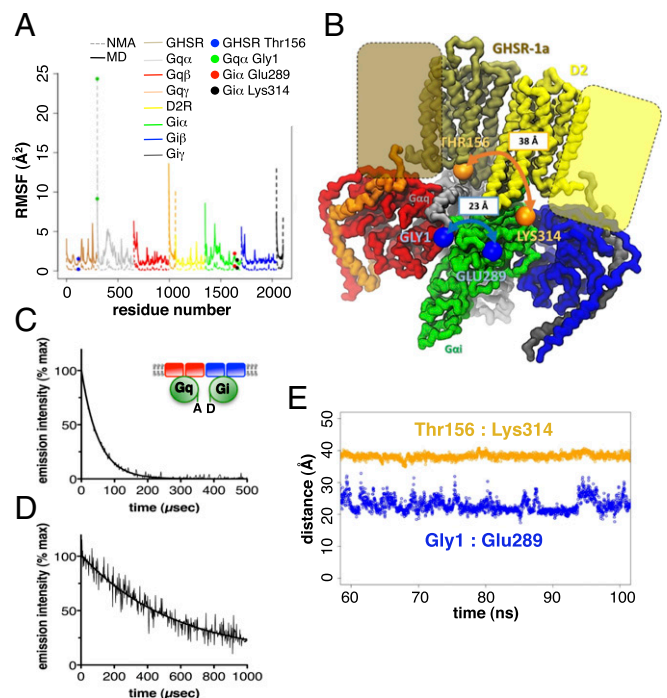 A
NMA
MD
GHSR
Gqα
Gqβ
Gqγ
D2R
Giα
Giβ
Giγ
GHSR Thr156
Gqα Gly1
Giα Glu289
Giα Lys314
RMSF (Å²)
25
20
15
10
5
0
0 500 1000 1500 2000
residue number
B
GHSR-1a
D2
THR156
38 Å
Gαq
23 Å
GLY1
LYS314
GLU289
Gαi
C
emission intensity (% max)
100
50
0
0 100 200 300 400 500
time (µsec)
Gq Gi
A D
D
emission intensity (% max)
100
50
0
0 200 400 600 800 1000
time (µsec)
E
distance (Å)
50
40
30
20
10
0
Thr156 : Lys314
Gly1 : Glu289
60 70 80 90 100
time (ns)